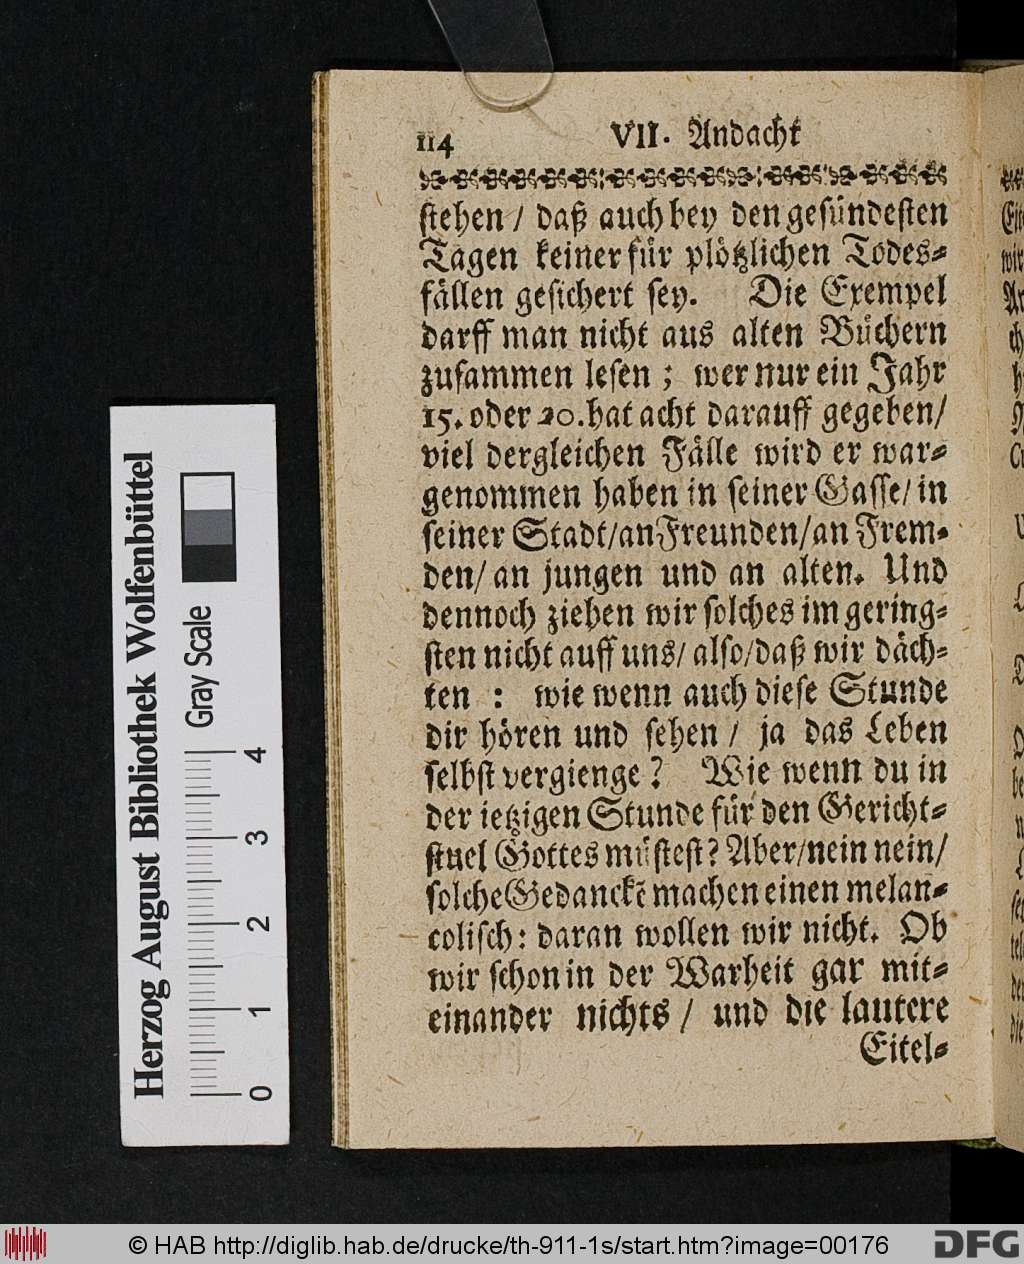 114 VII. Andacht
stehen / daß auch bey den gesündesten
Tagen keiner für plötzlichen Todes⸗
fällen gesichert sey. Die Exempel
darff man nicht aus alten Büchern
zusammen lesen ; wer nur ein Jahr
15. oder 20. hat acht darauff gegeben/
viel dergleichen Fälle wird er war⸗
genommen haben in seiner Gasse/ in
seiner Stadt/an Freunden/an Frem⸗
den/ an jungen und an alten. Und
dennoch ziehen wir solches im gering⸗
sten nicht auff uns/ also/daß wir däch⸗
ten : wie wenn auch diese Stunde
dir hören und sehen / ja das Leben
selbst vergienge ? Wie wenn du in
der ietzigen Stunde für den Gericht⸗
stuel Gottes müstest? Aber/nein nein/
solche Gedanckẽ machen einen melan⸗
colisch: daran wollen wir nicht. Ob
wir schon in der Warheit gar mit⸗
einander nichts / und die lautere
Eitel⸗
Herzog August Bibliothek Wolfenbüttel
Gray Scale
0 1 2 3 4
© HAB http://diglib.hab.de/drucke/th-911-1s/start.htm?image=00176
DFG